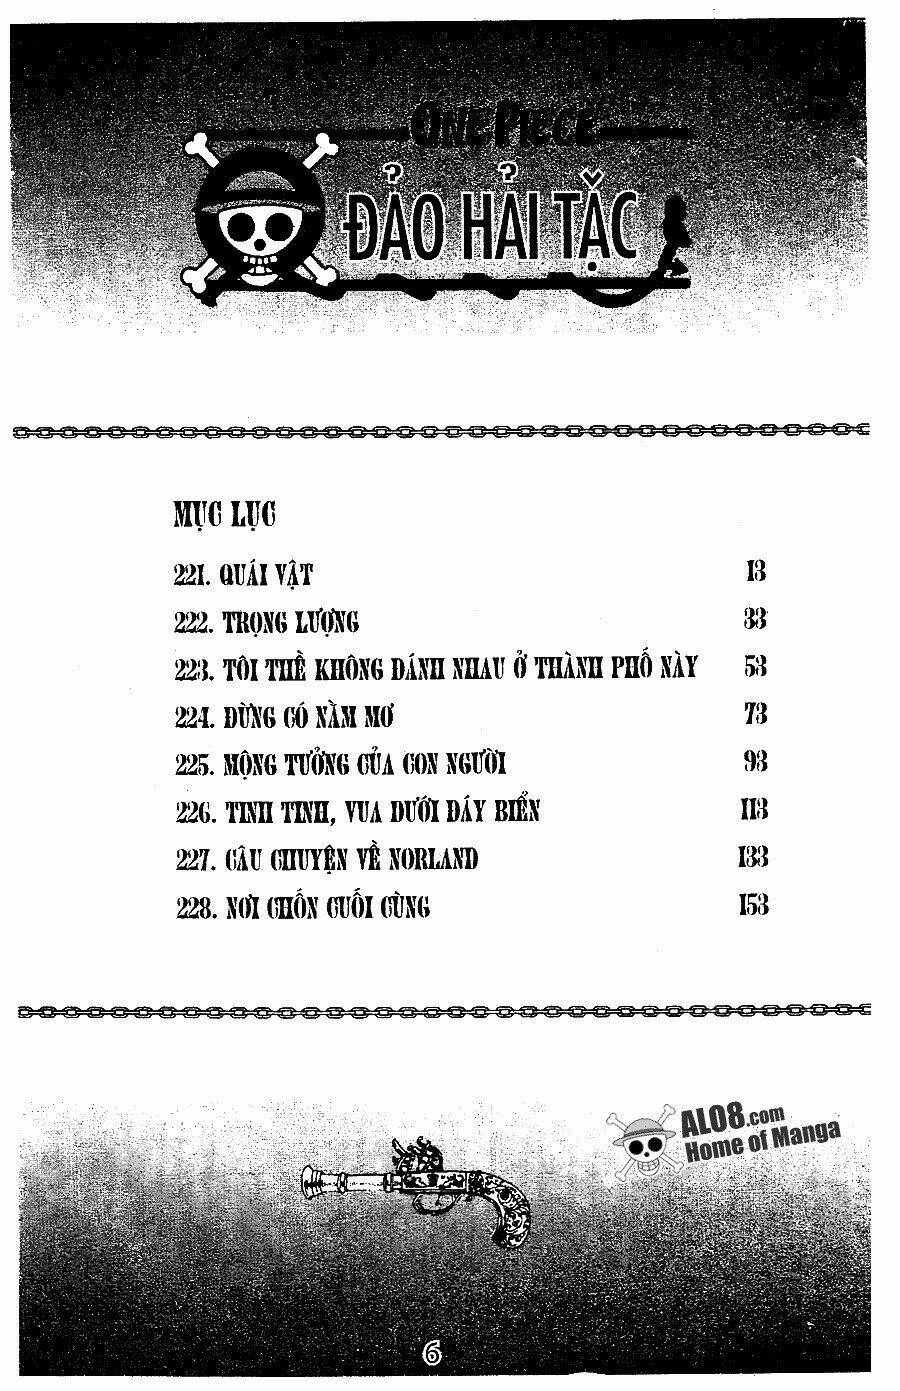 ONE PIECE
ĐẢO HẢI TẶC
MỤC LỤC
221. QUÁI VẬT 13
222. TRỌNG LƯỢNG 33
223. TÔI THỀ KHÔNG ĐÁNH NHAU Ở THÀNH PHỐ NÀY 53
224. ĐỪNG CÓ NẰM MƠ 73
225. MỘNG TƯỞNG CỦA CON NGƯỜI 93
226. TINH TINH, VUA DƯỚI ĐÁY BIỂN 113
227. CÂU CHUYỆN VỀ NORLAND 133
228. NƠI CHỐN CUỐI CÙNG 153
ALO8.com
Home of Manga
6